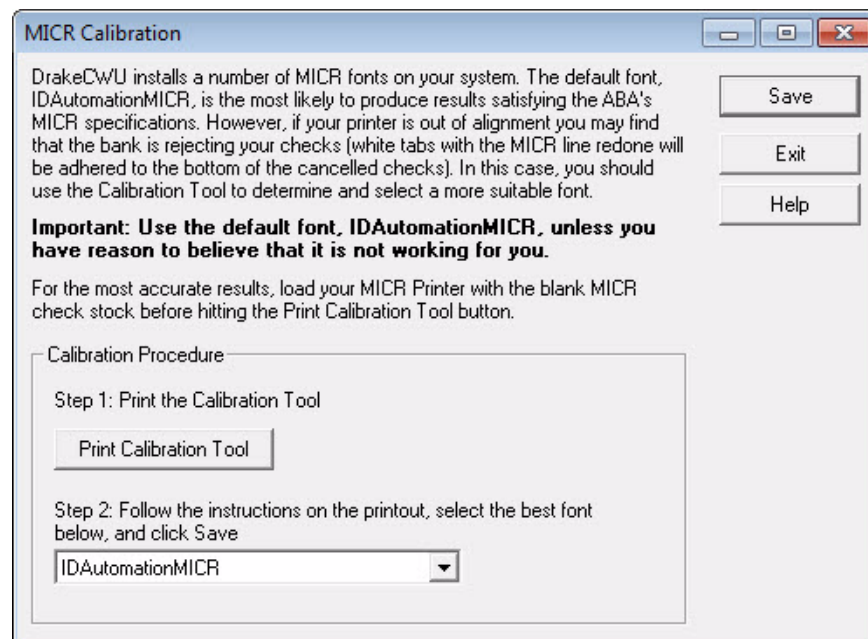 MICR Calibration
DrakeCWU installs a number of MICR fonts on your system. The default font,
IDAutomationMICR, is the most likely to produce results satisfying the ABA's
MICR specifications. However, if your printer is out of alignment you may find
that the bank is rejecting your checks (white tabs with the MICR line redone will
be adhered to the bottom of the cancelled checks). In this case, you should
use the Calibration Tool to determine and select a more suitable font.
Important: Use the default font, IDAutomationMICR, unless you
have reason to believe that it is not working for you.
For the most accurate results, load your MICR Printer with the blank MICR
check stock before hitting the Print Calibration Tool button.
Save
Exit
Help
Calibration Procedure
Step 1: Print the Calibration Tool
Print Calibration Tool
Step 2: Follow the instructions on the printout, select the best font
below, and click Save
IDAutomationMICR